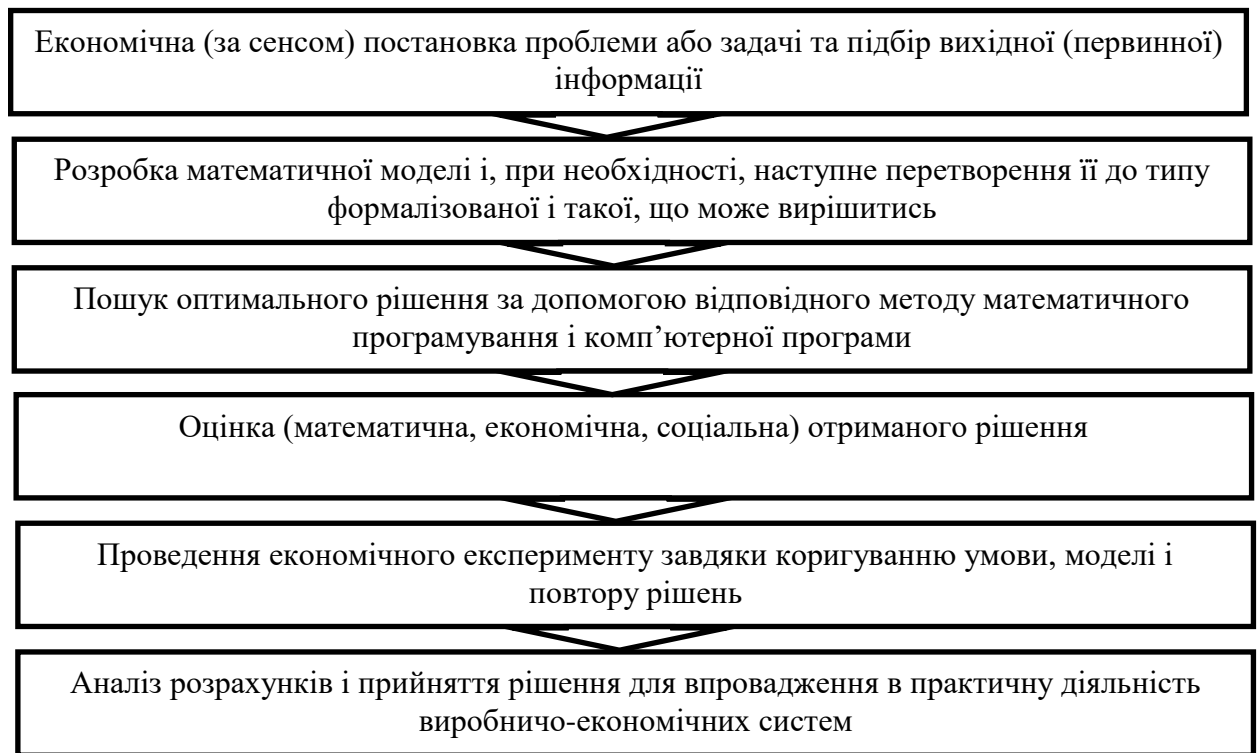 Економічна (за сенсом) постановка проблеми або задачі та підбір вихідної (первинної)
інформації
Розробка математичної моделі і, при необхідності, наступне перетворення її до типу
формалізованої і такої, що може вирішитись
Пошук оптимального рішення за допомогою відповідного методу математичного
програмування і комп’ютерної програми
Оцінка (математична, економічна, соціальна) отриманого рішення
Проведення економічного експерименту завдяки коригуванню умови, моделі і
повтору рішень
Аналіз розрахунків і прийняття рішення для впровадження в практичну діяльність
виробничо-економічних систем